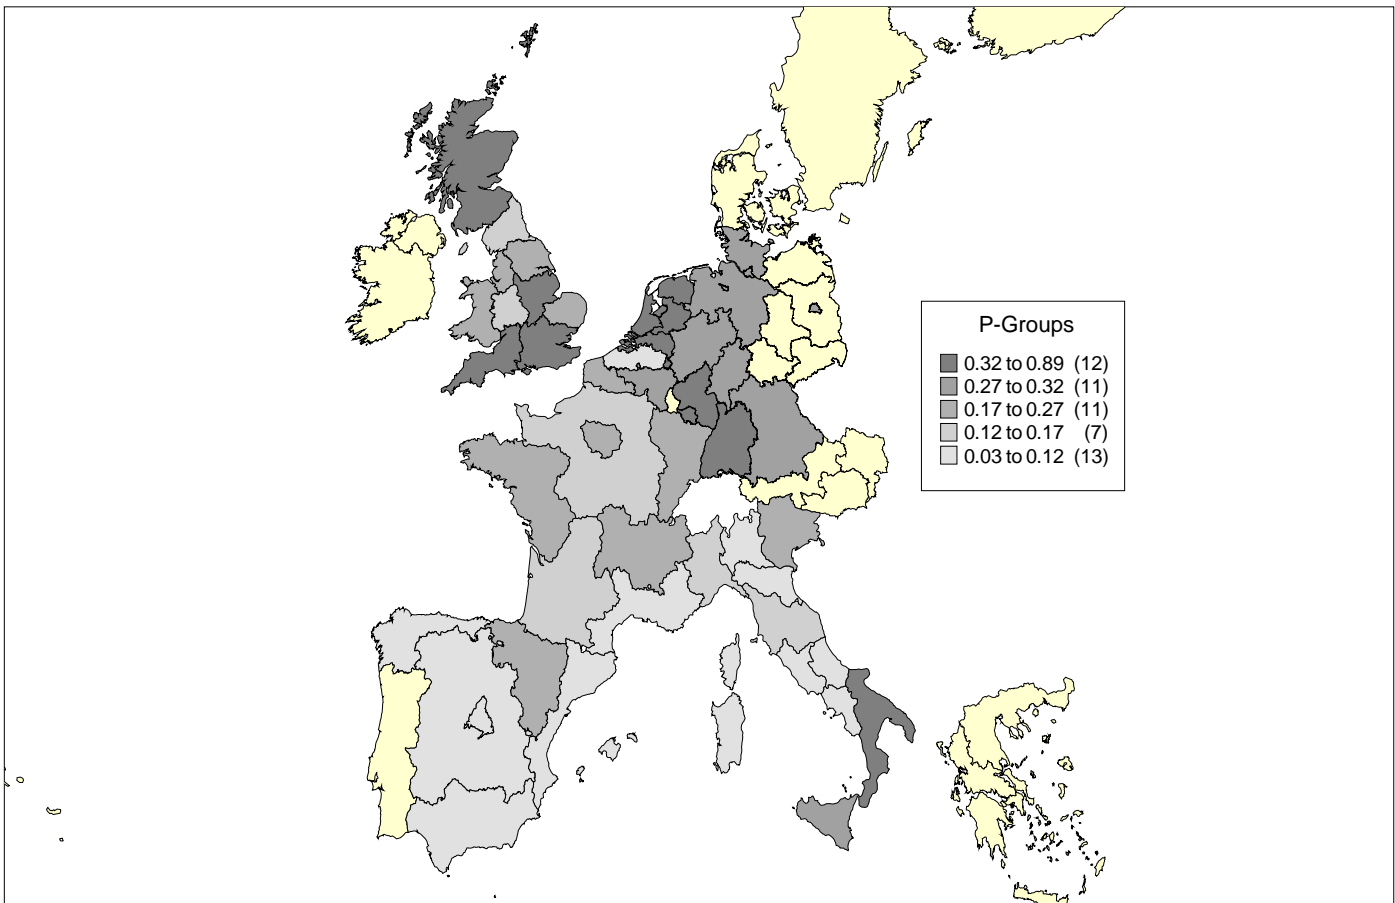 P-Groups
0.32 to 0.89 (12)
0.27 to 0.32 (11)
0.17 to 0.27 (11)
0.12 to 0.17 (7)
0.03 to 0.12 (13)